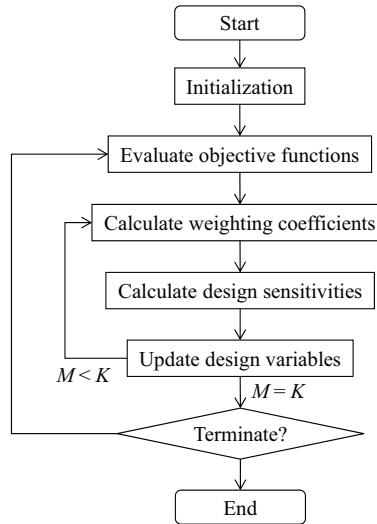 Start
Initialization
Evaluate objective functions
Calculate weighting coefficients
Calculate design sensitivities
Update design variables
M < K
M = K
Terminate?
End